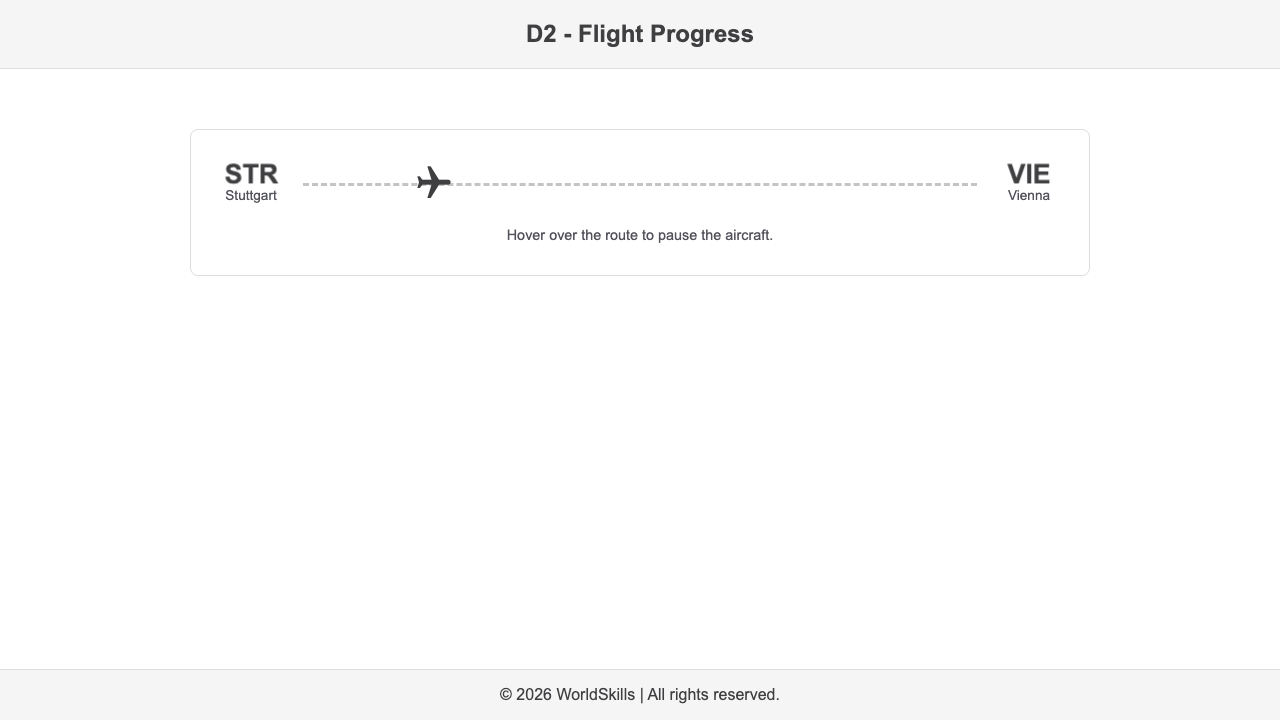 D2 - Flight Progress
STR
Stuttgart
VIE
Vienna
Hover over the route to pause the aircraft.
© 2026 WorldSkills | All rights reserved.